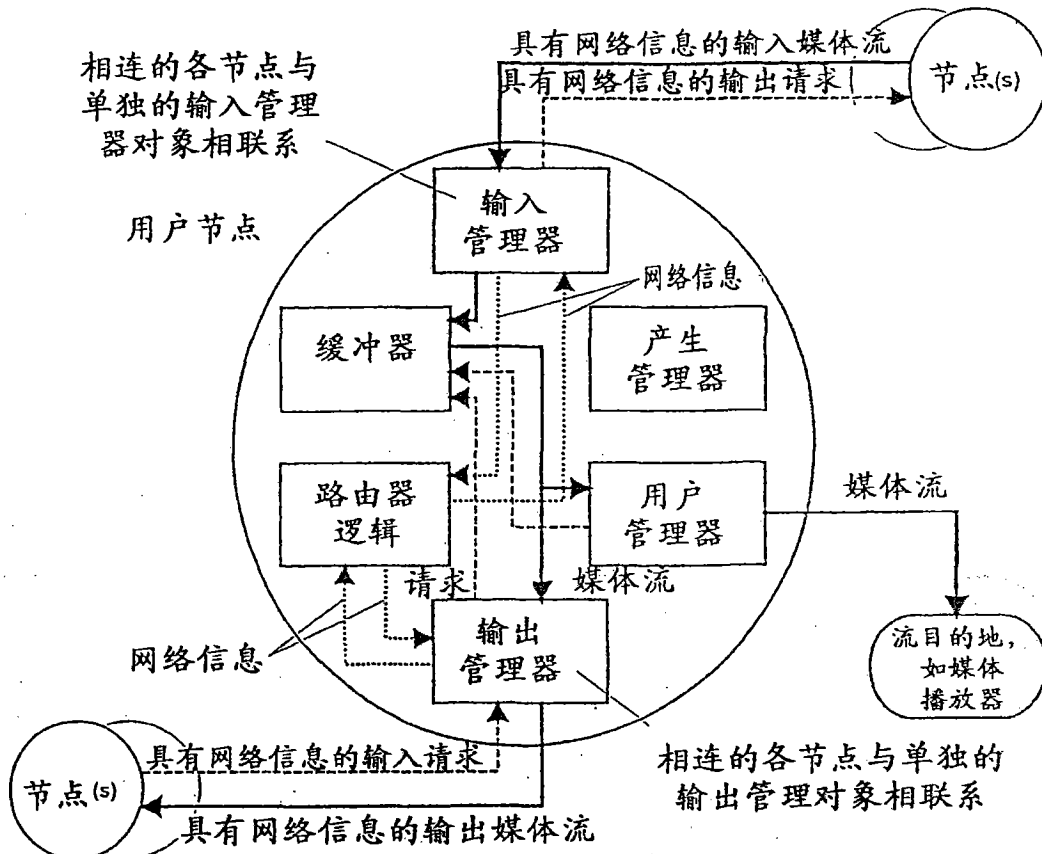 具有网络信息的输入媒体流
具有网络信息的输出请求
节点(s)
相连的各节点与
单独的输入管理
器对象相联系
用户节点
输入
管理器
网络信息
缓冲器
产生
管理器
路由器
逻辑
用户
管理器
媒体流
请求
媒体流
输出
管理器
网络信息
流目的地,
如媒体
播放器
具有网络信息的输入请求
节点(s)
具有网络信息的输出媒体流
相连的各节点与单独的
输出管理对象相联系